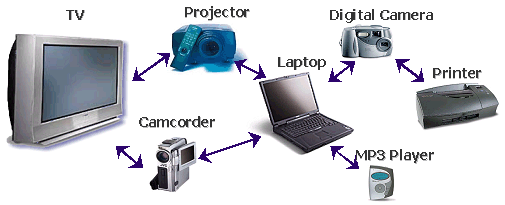 TV
Projector
Digital Camera
Laptop
Printer
Camcorder
MP3 Player